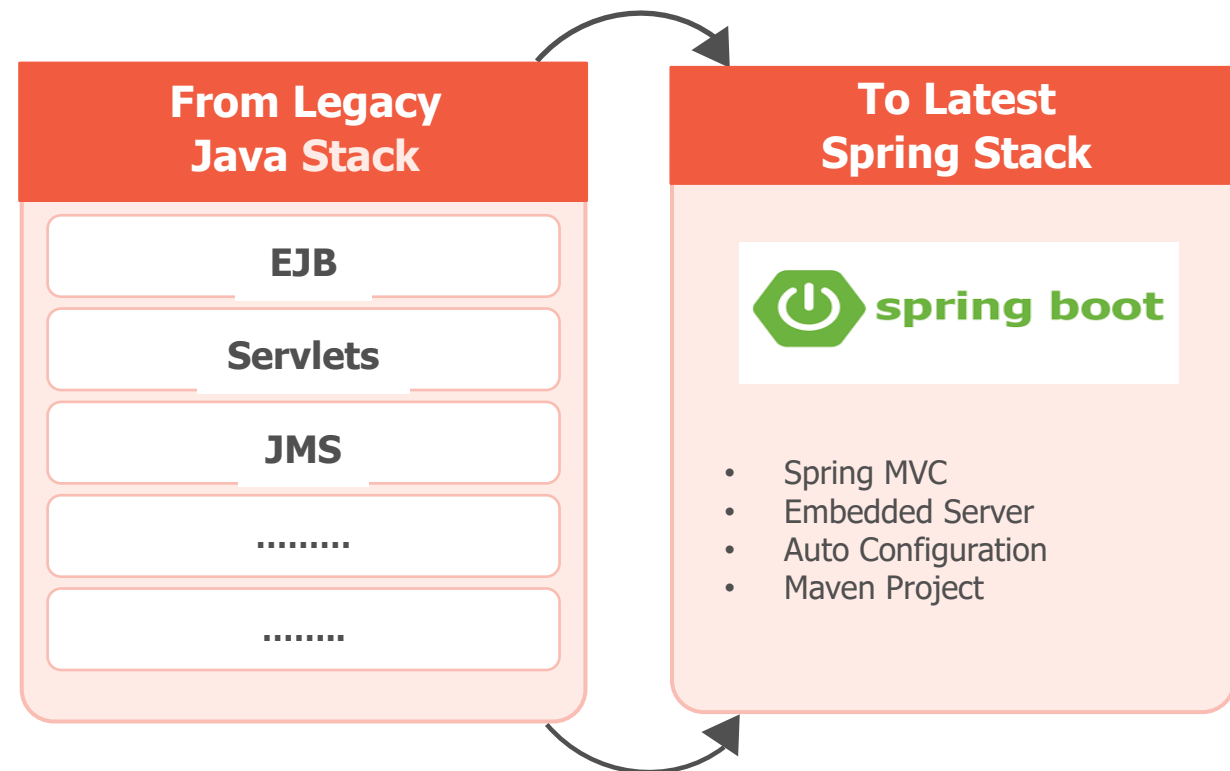 From Legacy
Java Stack
EJB
Servlets
JMS
.........
........
To Latest
Spring Stack
spring boot
• Spring MVC
• Embedded Server
• Auto Configuration
• Maven Project